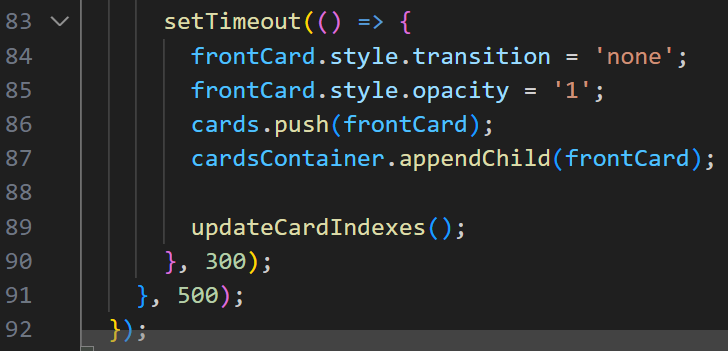 83 setTimeout(() => {
84 frontCard.style.transition = 'none';
85 frontCard.style.opacity = '1';
86 cards.push(frontCard);
87 cardsContainer.appendChild(frontCard);
88
89 updateCardIndexes();
90 }, 300);
91 }, 500);
92 });